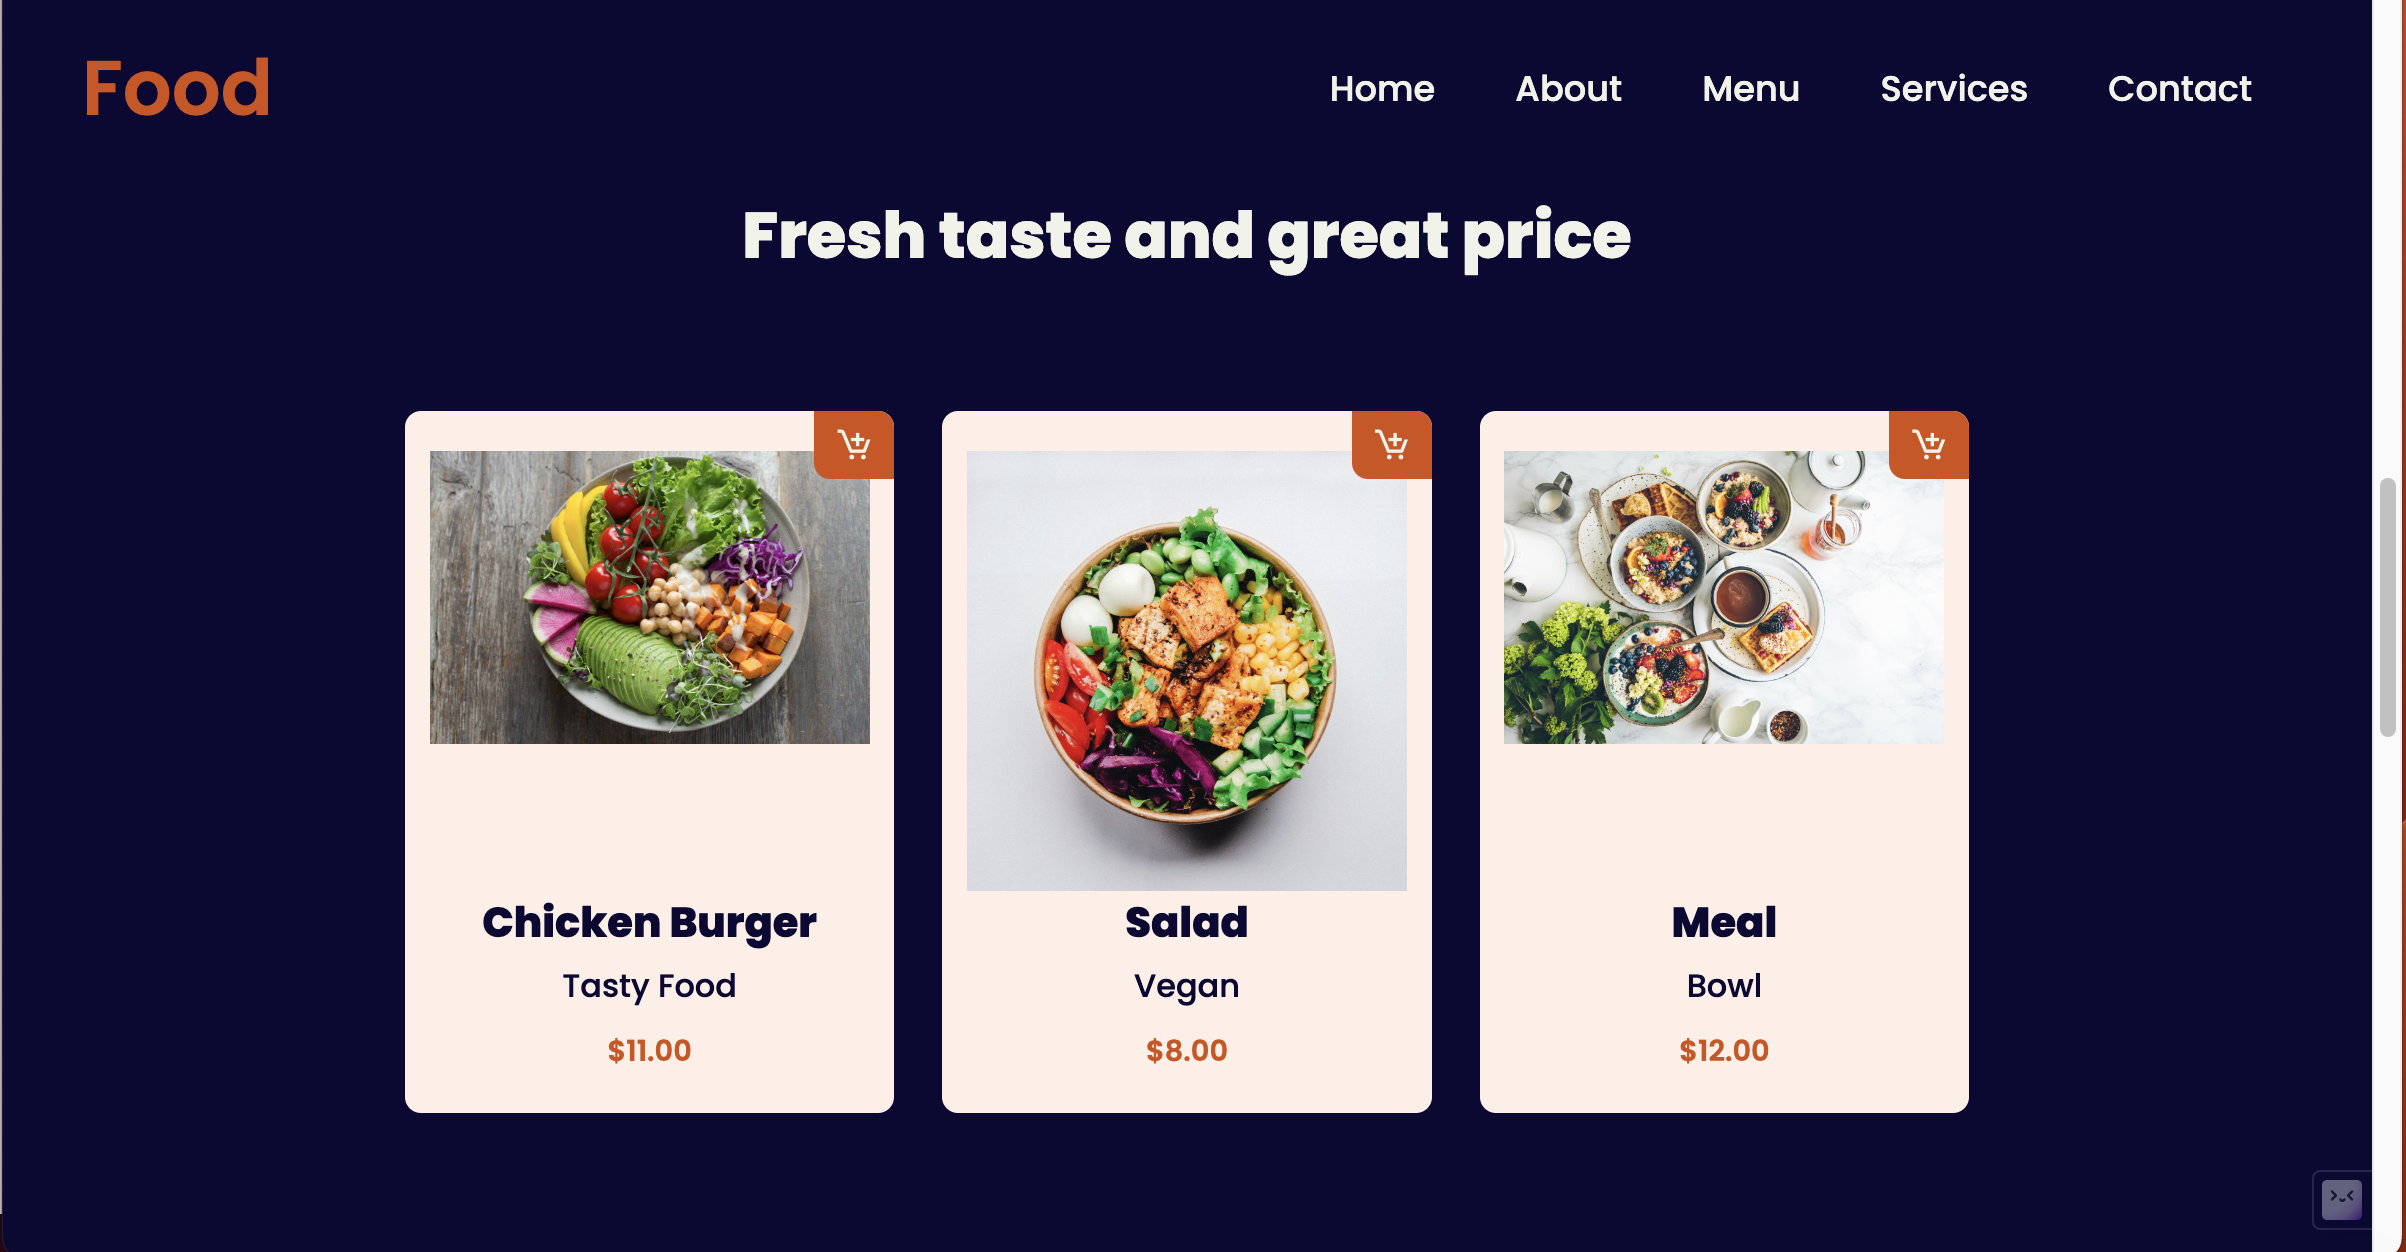 Food
Home About Menu Services Contact
Fresh taste and great price
Chicken Burger
Tasty Food
$11.00
Salad
Vegan
$8.00
Meal
Bowl
$12.00